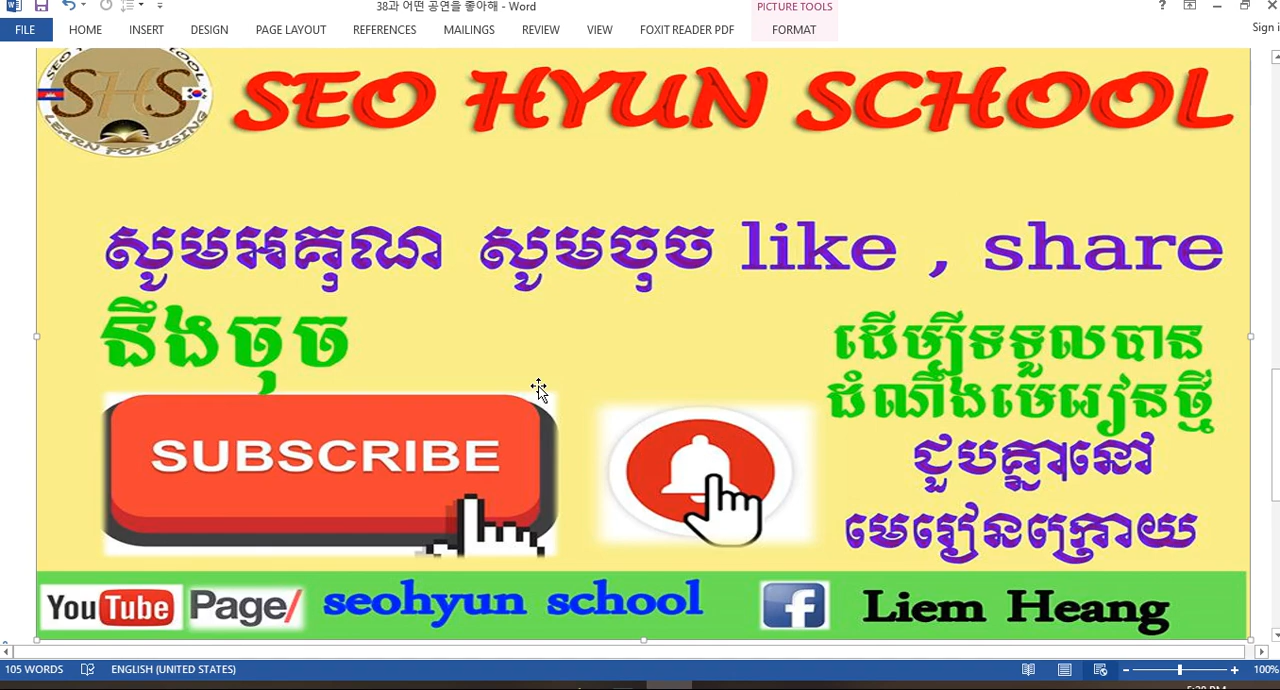 38과 어떤 공연을 좋아해 - Word
PICTURE TOOLS
FILE HOME INSERT DESIGN PAGE LAYOUT REFERENCES MAILINGS REVIEW VIEW FOXIT READER PDF FORMAT
Sign i
SHS
LEARN FOR USING
SEO HYUN SCHOOL
សូមអគុណ សូមចុច like , share
នឹងចុច
ដើម្បីទទួលបាន
ដំណឹងមេរៀនថ្មី
SUBSCRIBE
ជួបគ្នានៅ
មេរៀនក្រោយ
YouTube Page/ seohyun school
f Liem Heang
105 WORDS ENGLISH (UNITED STATES) 100%